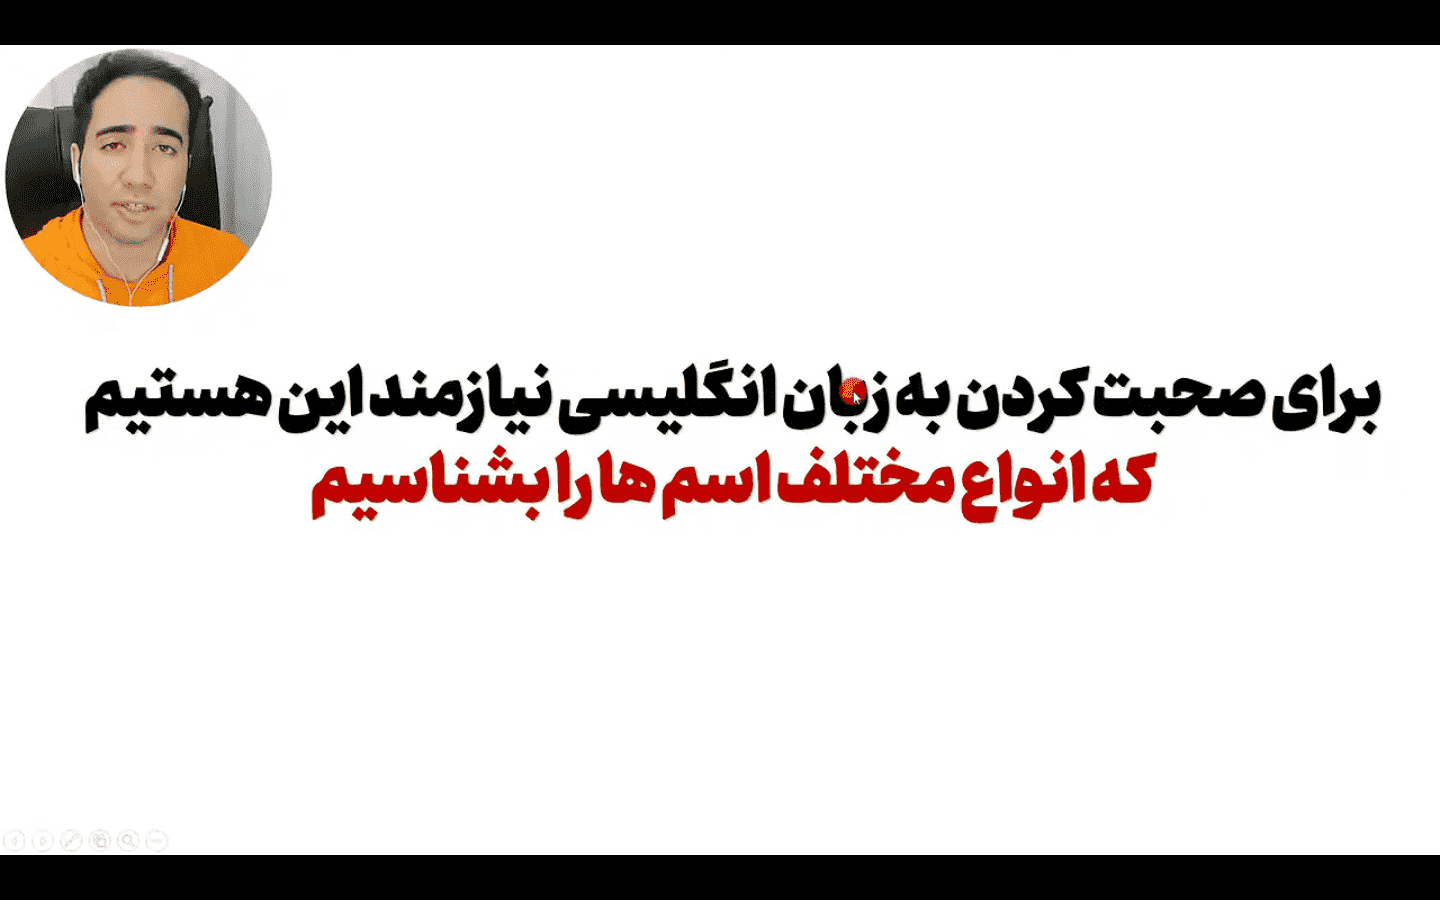 برای صحبت کردن به زبان انگلیسی نیازمند این هستیم
که انواع مختلف اسم ها را بشناسیم